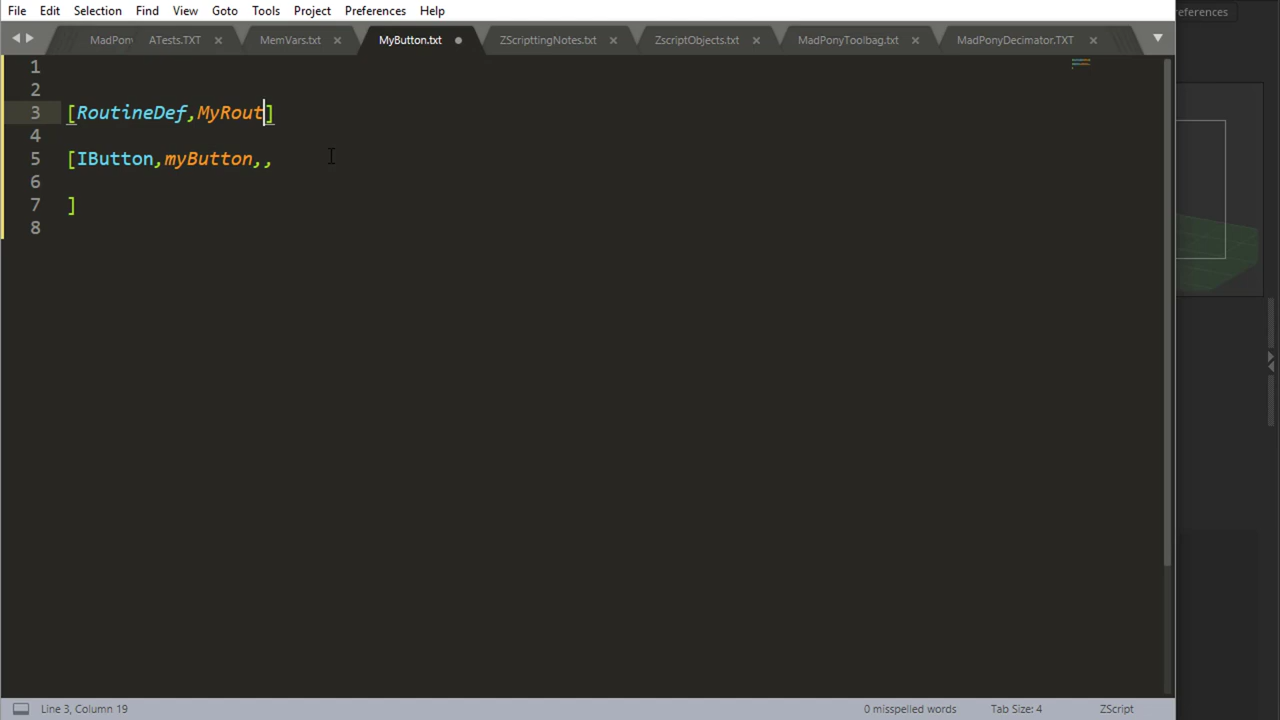 File Edit Selection Find View Goto Tools Project Preferences Help
references
MadPon ATests.TXT MemVars.txt MyButton.txt ZScripttingNotes.txt ZscriptObjects.txt MadPonyToolbag.txt MadPonyDecimator.TXT
1
2
3 [RoutineDef,MyRout]
4
5 [IButton,myButton,,
6
7 ]
8
Line 3, Column 19 0 misspelled words Tab Size: 4 ZScript